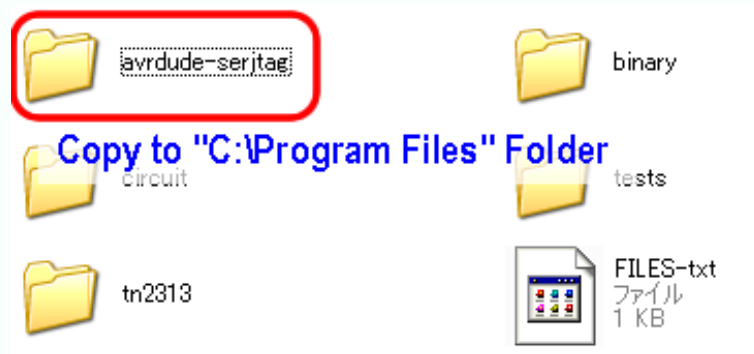 avrdude-serjtag
binary
Copy to "C:\Program Files" Folder
circuit
tests
tn2313
FILES-txt
ファイル
1 KB